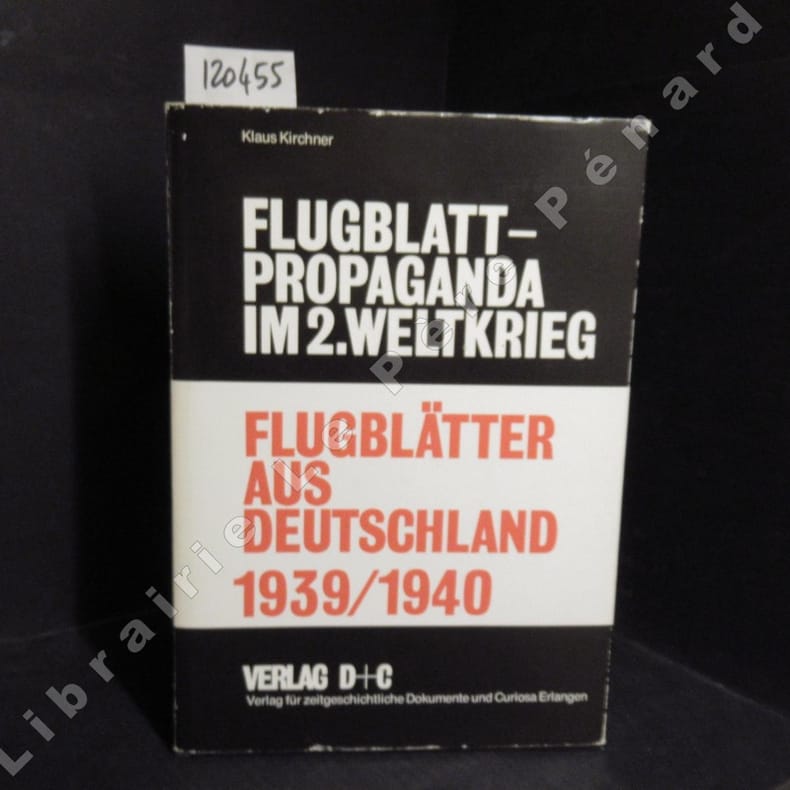 120455
Klaus Kirchner
FLUGBLATT–
PROPAGANDA
IM 2. WELTKRIEG
FLUGBLÄTTER
AUS
DEUTSCHLAND
1939/1940
VERLAG D+C
Verlag für zeitgeschichtliche Dokumente und Curiosa Erlangen
Librairie Le Père Pénard